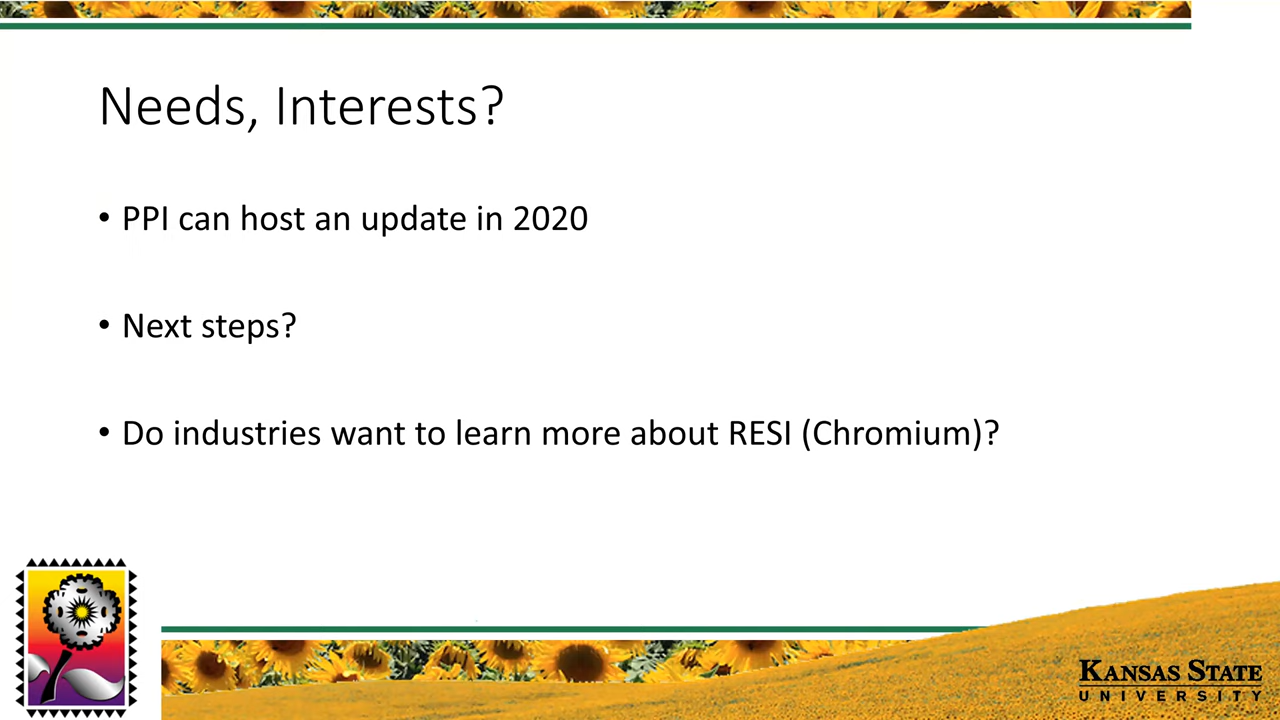 Needs, Interests?
• PPI can host an update in 2020
• Next steps?
• Do industries want to learn more about RESI (Chromium)?
KANSAS STATE
UNIVERSITY